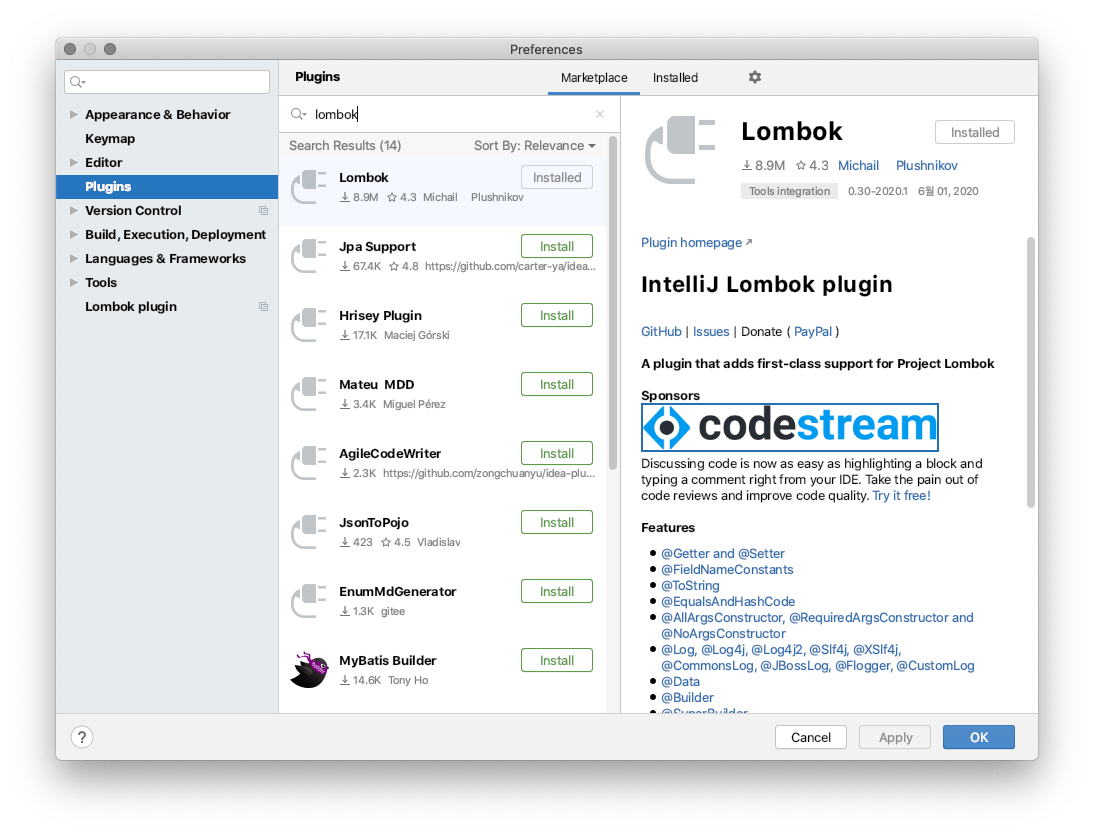 Preferences
Appearance & Behavior
Keymap
Editor
Plugins
Version Control
Build, Execution, Deployment
Languages & Frameworks
Tools
Lombok plugin
Plugins
Marketplace
Installed
lombok
Search Results (14)
Sort By: Relevance
Lombok
Installed
8.9M 4.3 Michail Plushnikov
Jpa Support
Install
67.4K 4.8 https://github.com/carter-ya/idea...
Hrisey Plugin
Install
17.1K Maciej Górski
Mateu MDD
Install
3.4K Miguel Pérez
AgileCodeWriter
Install
2.3K https://github.com/zongchuanyu/idea-plu...
JsonToPojo
Install
423 4.5 Vladislav
EnumMdGenerator
Install
1.3K gitee
MyBatis Builder
Install
14.6K Tony Ho
Lombok
Installed
8.9M 4.3 Michail Plushnikov
Tools integration 0.30-2020.1 6월 01, 2020
Plugin homepage
IntelliJ Lombok plugin
GitHub | Issues | Donate ( PayPal )
A plugin that adds first-class support for Project Lombok
Sponsors
codestream
Discussing code is now as easy as highlighting a block and
typing a comment right from your IDE. Take the pain out of
code reviews and improve code quality. Try it free!
Features
@Getter and @Setter
@FieldNameConstants
@ToString
@EqualsAndHashCode
@AllArgsConstructor, @RequiredArgsConstructor and
@NoArgsConstructor
@Log, @Log4j, @Log4j2, @Slf4j, @XSlf4j,
@CommonsLog, @JBossLog, @Flogger, @CustomLog
@Data
@Builder
@SuperBuilder
?
Cancel
Apply
OK